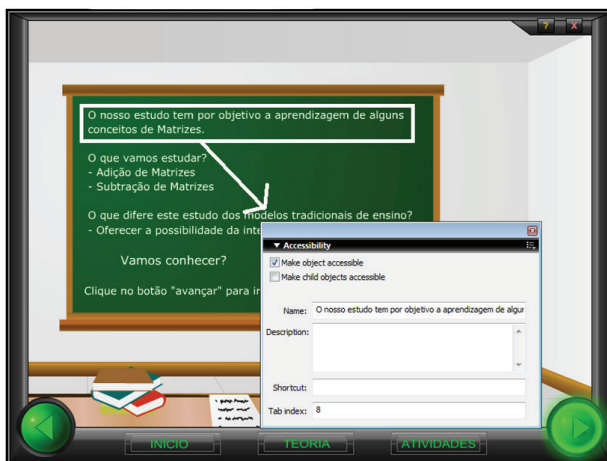 ? X
O nosso estudo tem por objetivo a aprendizagem de alguns
conceitos de Matrizes.
O que vamos estudar?
- Adição de Matrizes
- Subtração de Matrizes
O que difere este estudo dos modelos tradicionais de ensino?
- Oferecer a possibilidade da inte
Vamos conhecer?
Clique no botão "avançar" para ir
Accessibility
Make object accessible
Make child objects accessible
Name: O nosso estudo tem por objetivo a aprendizagem de algur
Description:
Shortcut:
Tab index: 8
INÍCIO TEORIA ATIVIDADES